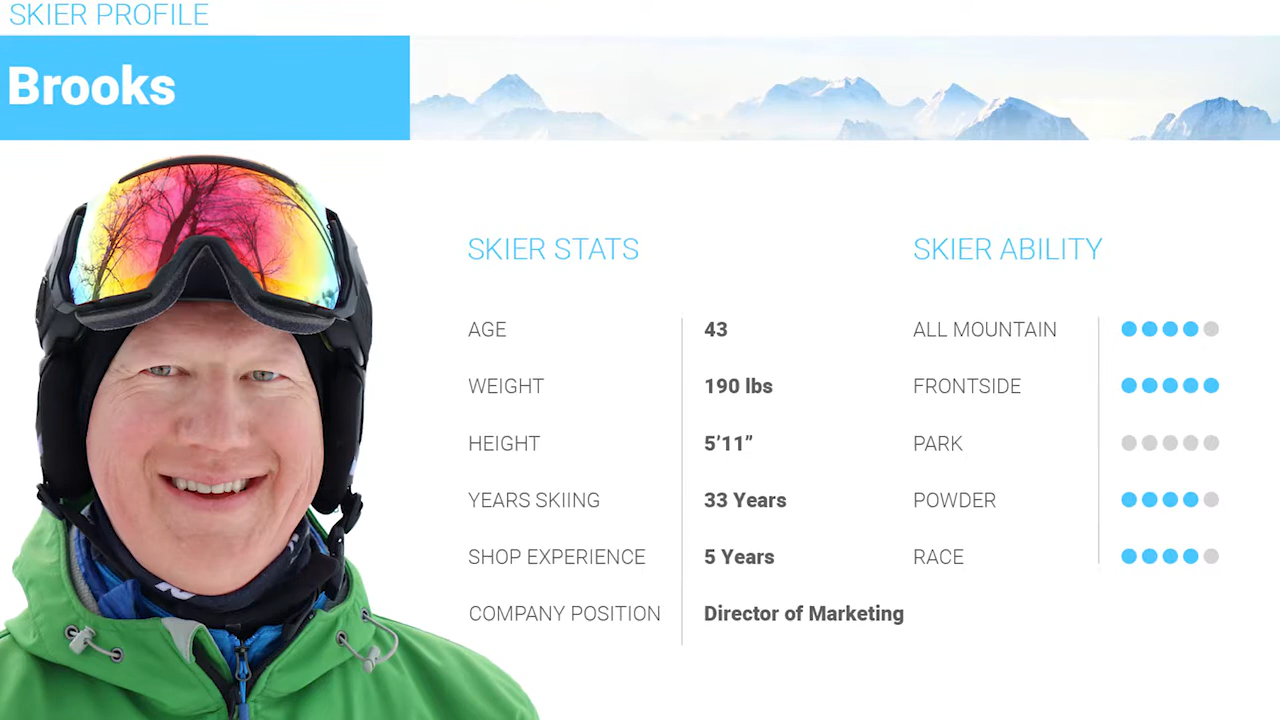 SKIER PROFILE
Brooks
SKIER STATS
AGE 43
WEIGHT 190 lbs
HEIGHT 5’11”
YEARS SKIING 33 Years
SHOP EXPERIENCE 5 Years
COMPANY POSITION Director of Marketing
SKIER ABILITY
ALL MOUNTAIN
FRONTSIDE
PARK
POWDER
RACE